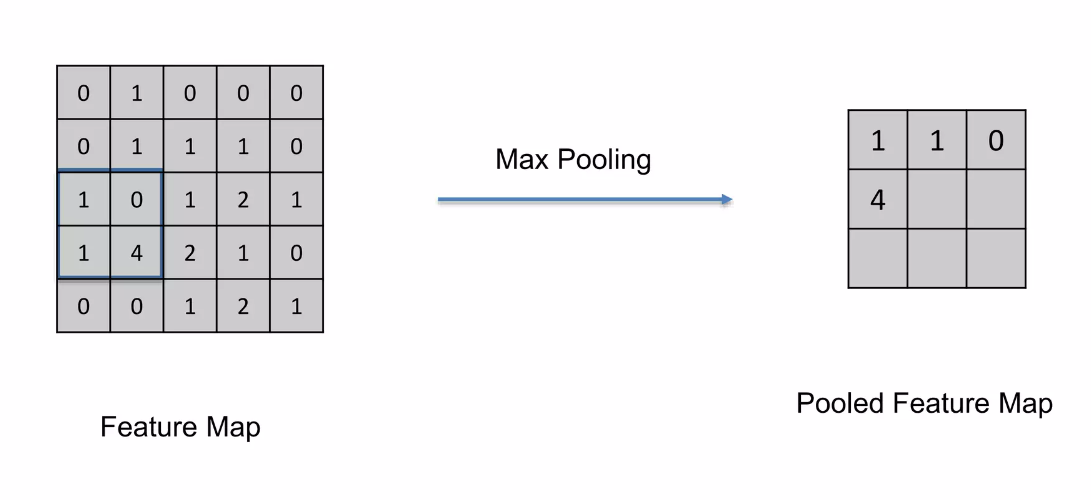 0 1 0 0 0
0 1 1 1 0
1 0 1 2 1
1 4 2 1 0
0 0 1 2 1
Feature Map
Max Pooling
1 1 0
4
Pooled Feature Map